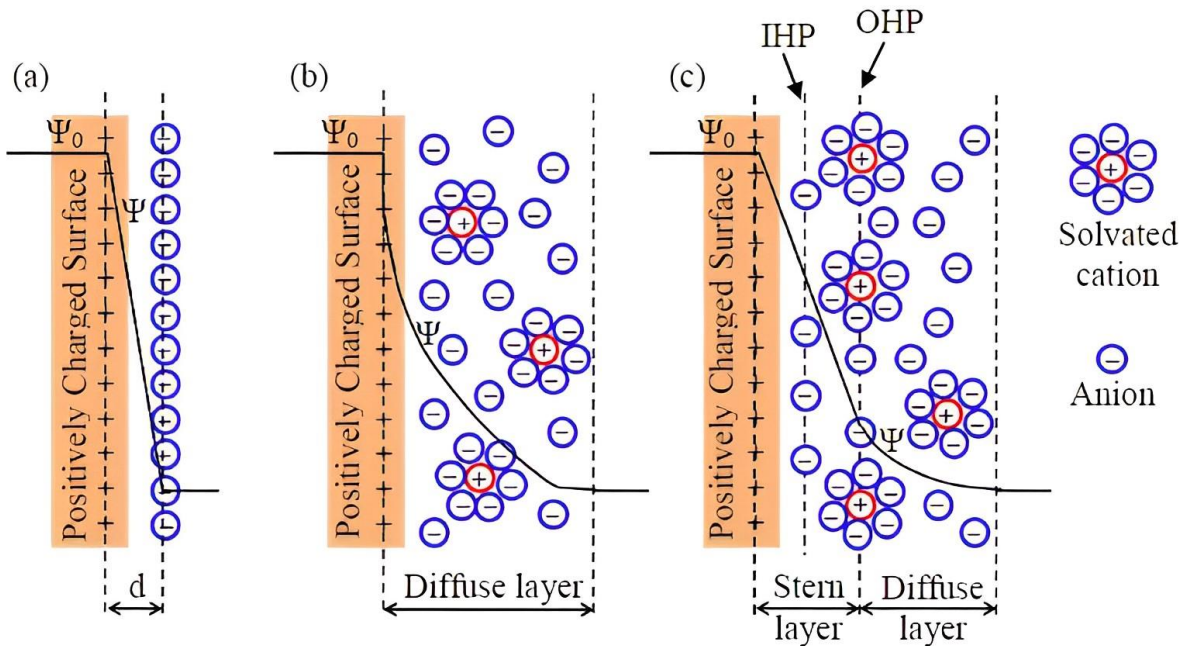 IHP
OHP
(a)
(b)
(c)
Ψ0
Ψ
Positively Charged Surface
d
Ψ0
Ψ
Positively Charged Surface
Diffuse layer
Ψ0
Ψ
Positively Charged Surface
Stern
layer
Diffuse
layer
Solvated
cation
Anion